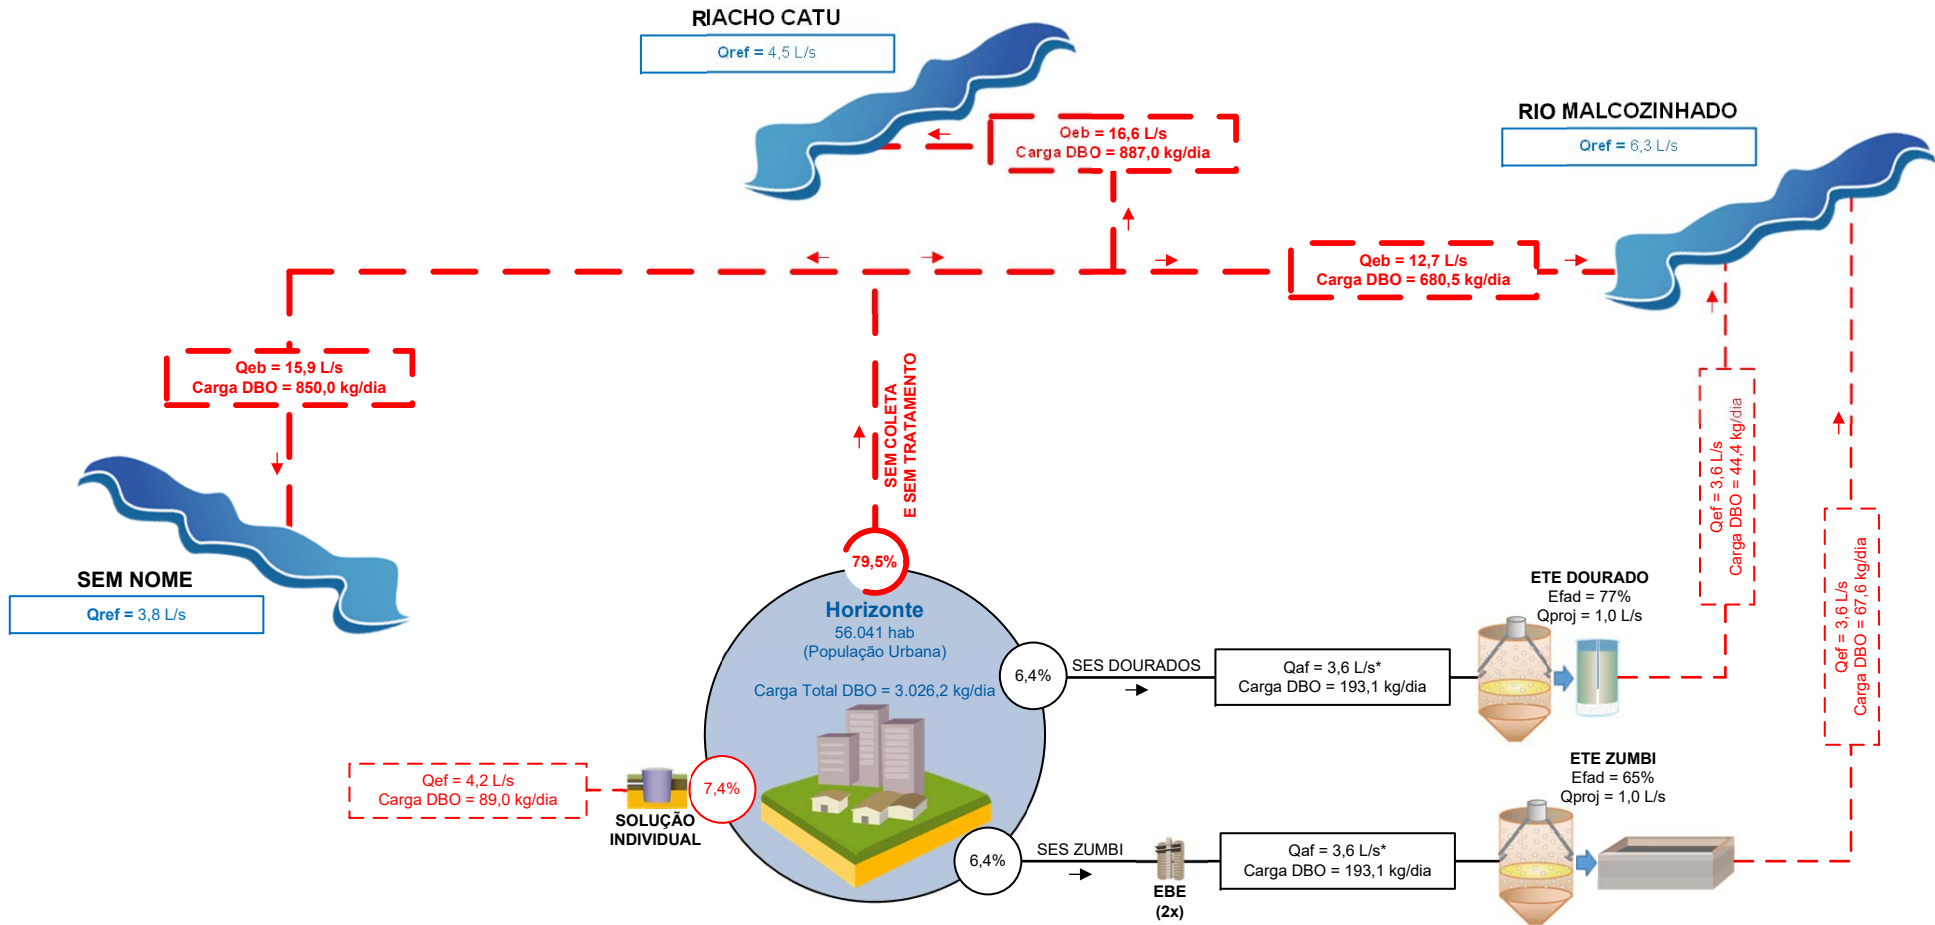 RIACHO CATU
Qref = 4,5 L/s
Qeb = 16,6 L/s
Carga DBO = 887,0 kg/dia
RIO MALCOZINHADO
Qref = 6,3 L/s
Qeb = 12,7 L/s
Carga DBO = 680,5 kg/dia
Qeb = 15,9 L/s
Carga DBO = 850,0 kg/dia
SEM COLETA
E SEM TRATAMENTO
SEM NOME
Qref = 3,8 L/s
79,5%
Horizonte
56.041 hab
(População Urbana)
Carga Total DBO = 3.026,2 kg/dia
6,4%
SES DOURADOS
Qaf = 3,6 L/s*
Carga DBO = 193,1 kg/dia
ETE DOURADO
Efad = 77%
Qproj = 1,0 L/s
Qef = 3,6 L/s
Carga DBO = 44,4 kg/dia
Qef = 3,6 L/s
Carga DBO = 67,6 kg/dia
Qef = 4,2 L/s
Carga DBO = 89,0 kg/dia
SOLUÇÃO
INDIVIDUAL
7,4%
6,4%
SES ZUMBI
EBE
(2x)
Qaf = 3,6 L/s*
Carga DBO = 193,1 kg/dia
ETE ZUMBI
Efad = 65%
Qproj = 1,0 L/s